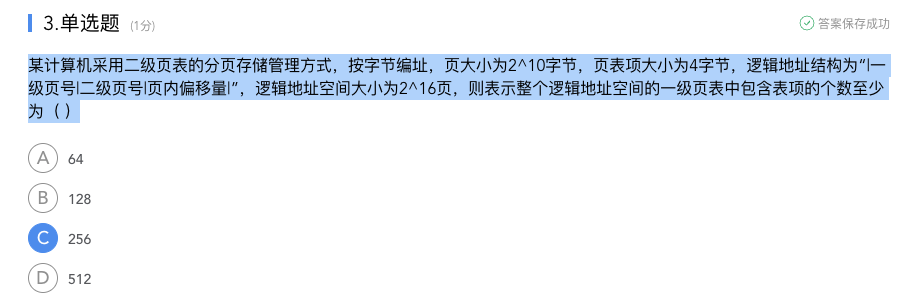 3.单选题 (1分) 答案保存成功
某计算机采用二级页表的分页存储管理方式，按字节编址，页大小为2^10字节，页表项大小为4字节，逻辑地址结构为“|一
级页号|二级页号|页内偏移量|”，逻辑地址空间大小为2^16页，则表示整个逻辑地址空间的一级页表中包含表项的个数至少
为（ ）
A 64
B 128
C 256
D 512